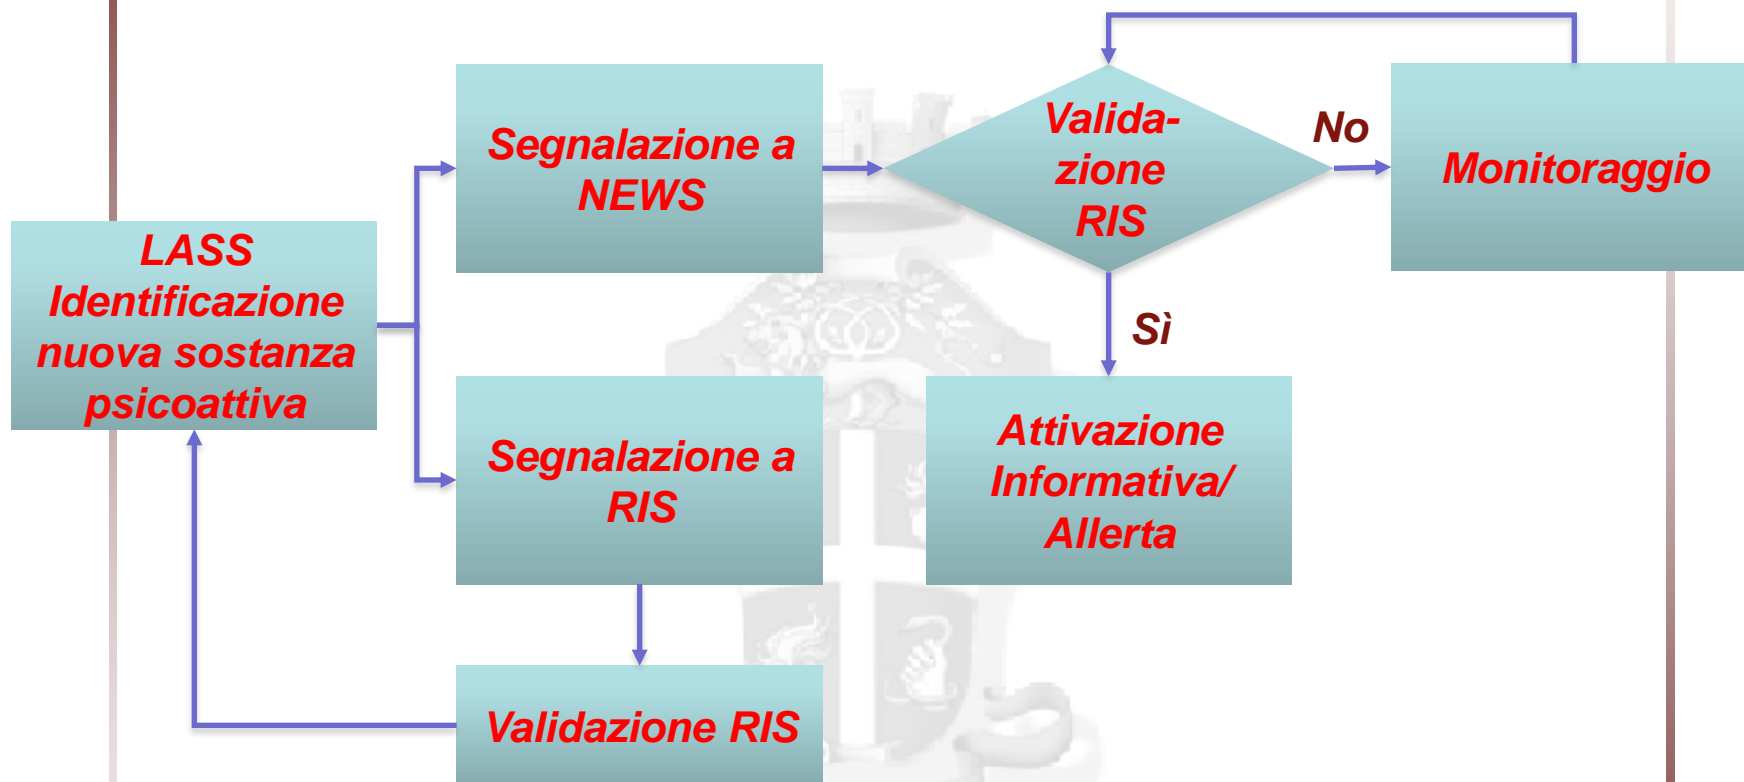 LASS
Identificazione
nuova sostanza
psicoattiva
Segnalazione a
NEWS
Valida-
zione
RIS
No
Monitoraggio
Sì
Segnalazione a
RIS
Attivazione
Informativa/
Allerta
Validazione RIS